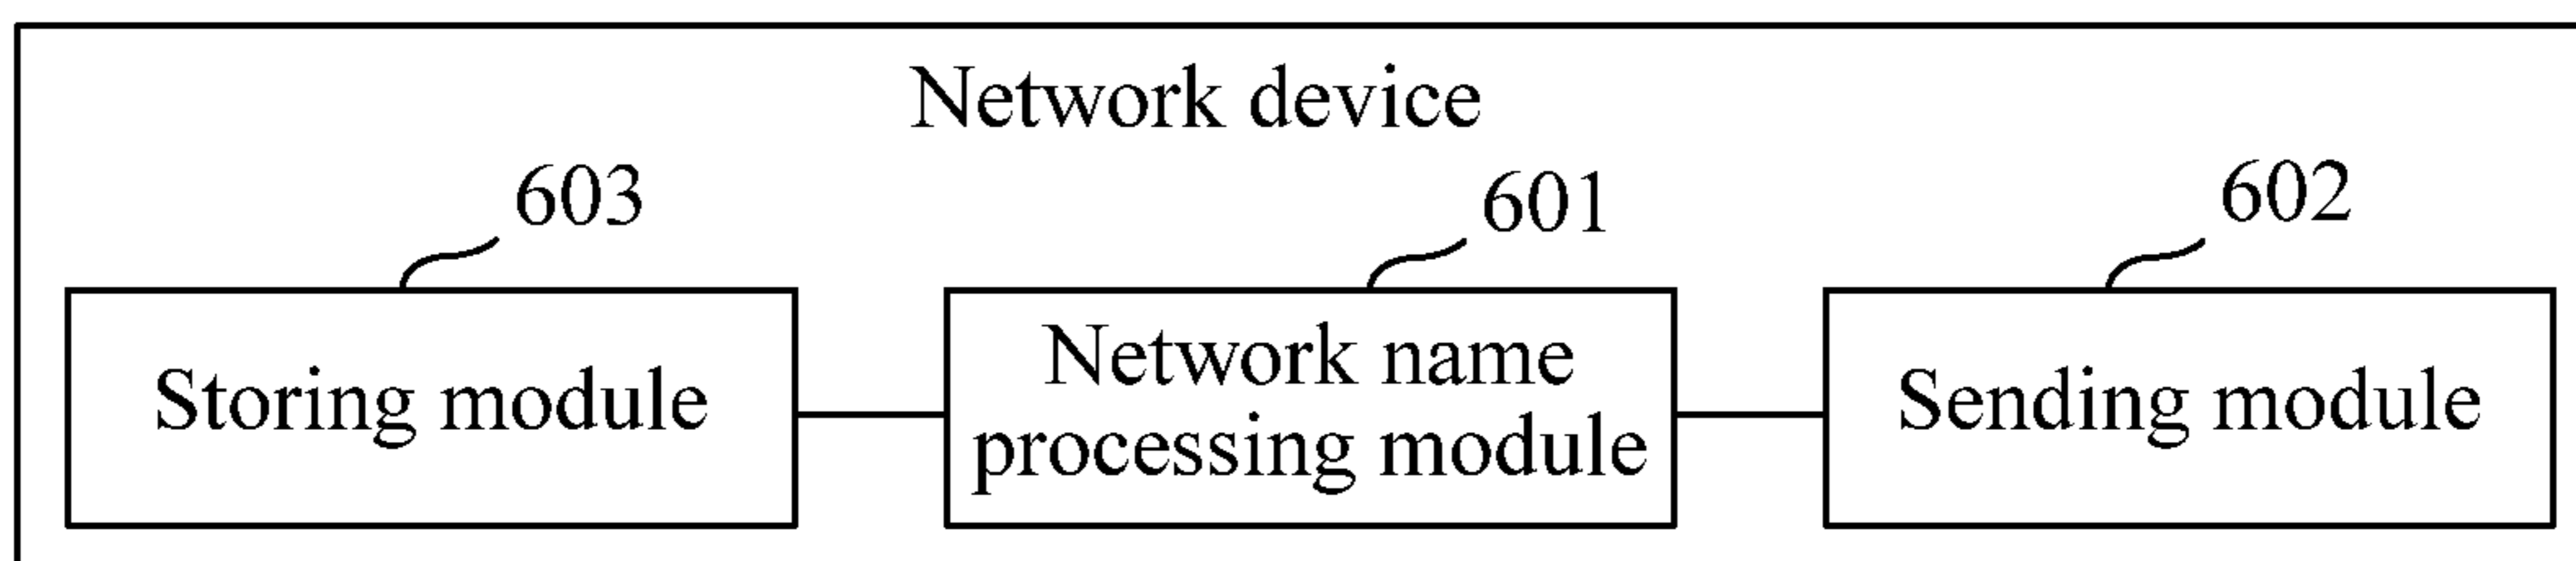 Network device
603
601
602
Storing module
Network name
processing module
Sending module